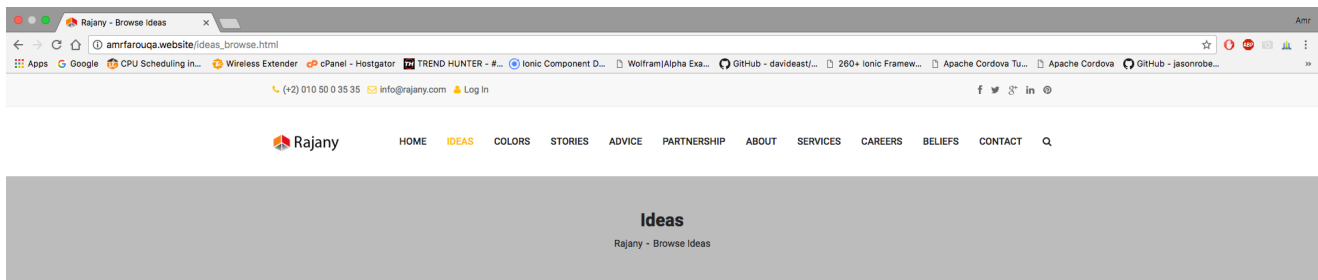 Rajany - Browse Ideas
Amr
amrfarouqa.website/ideas_browse.html
Apps Google CPU Scheduling in... Wireless Extender cPanel - Hostgator TREND HUNTER - #... Ionic Component D... Wolfram|Alpha Exa... GitHub - davideast/... 260+ Ionic Framew... Apache Cordova Tu... Apache Cordova GitHub - jasonrobe...
(+2) 010 50 0 35 35 info@rajany.com Log In
Rajany HOME IDEAS COLORS STORIES ADVICE PARTNERSHIP ABOUT SERVICES CAREERS BELIEFS CONTACT
Ideas
Rajany - Browse Ideas